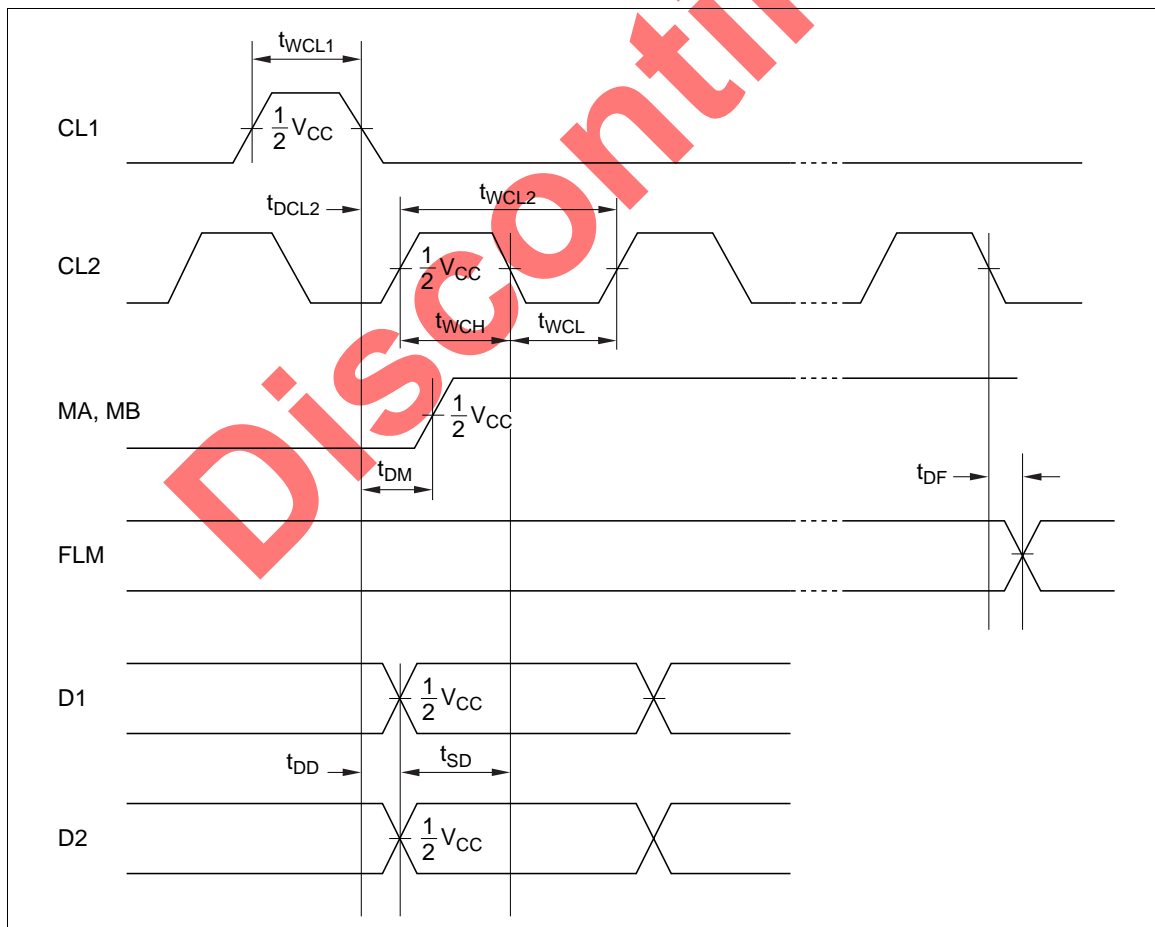 tWCL1
CL1
1/2 VCC
tDCL2
tWCL2
CL2
1/2 VCC
tWCH
tWCL
MA, MB
1/2 VCC
tDM
tDF
FLM
D1
1/2 VCC
tDD
tSD
D2
1/2 VCC
Disconti